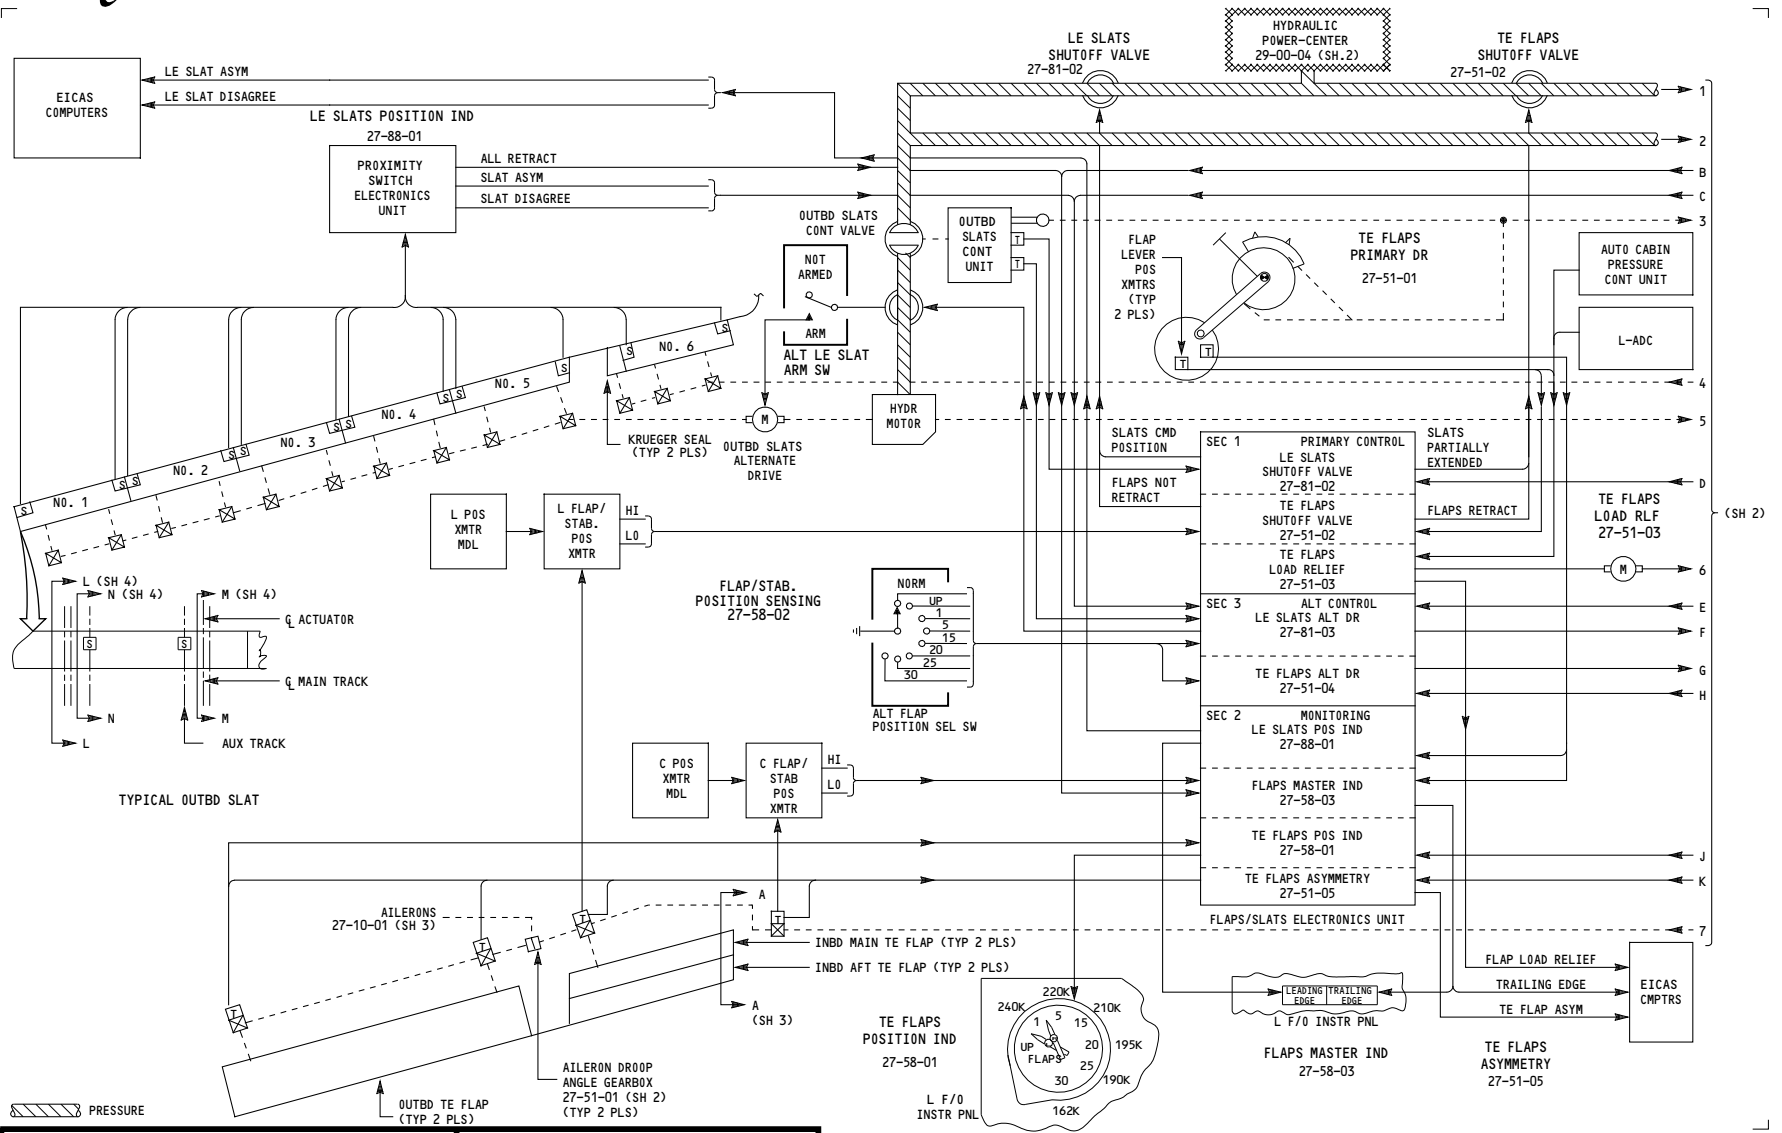 HYDRAULIC
POWER-CENTER
29-00-04 (SH.2)
LE SLATS
SHUTOFF VALVE
27-81-02
TE FLAPS
SHUTOFF VALVE
27-51-02
EICAS
COMPUTERS
LE SLAT ASYM
LE SLAT DISAGREE
LE SLATS POSITION IND
27-88-01
PROXIMITY
SWITCH
ELECTRONICS
UNIT
ALL RETRACT
SLAT ASYM
SLAT DISAGREE
1
2
B
C
3
OUTBD SLATS
CONT VALVE
OUTBD
SLATS
CONT
UNIT
T
T
FLAP
LEVER
POS
XMTRS
(TYP
2 PLS)
TE FLAPS
PRIMARY DR
27-51-01
AUTO CABIN
PRESSURE
CONT UNIT
L-ADC
T
T
NOT
ARMED
ARM
ALT LE SLAT
ARM SW
S
NO. 6
S
S
NO. 5
S
S
NO. 4
S
S
NO. 3
S
S
NO. 2
S
S
NO. 1
S
KRUEGER SEAL
(TYP 2 PLS)
M
OUTBD SLATS
ALTERNATE
DRIVE
HYDR
MOTOR
4
5
SLATS CMD
POSITION
FLAPS NOT
RETRACT
SEC 1
PRIMARY CONTROL
LE SLATS
SHUTOFF VALVE
27-81-02
TE FLAPS
SHUTOFF VALVE
27-51-02
TE FLAPS
LOAD RELIEF
27-51-03
SEC 3
ALT CONTROL
LE SLATS ALT DR
27-81-03
TE FLAPS ALT DR
27-51-04
SEC 2
MONITORING
LE SLATS POS IND
27-88-01
FLAPS MASTER IND
27-58-03
TE FLAPS POS IND
27-58-01
TE FLAPS ASYMMETRY
27-51-05
FLAPS/SLATS ELECTRONICS UNIT
SLATS
PARTIALLY
EXTENDED
FLAPS RETRACT
TE FLAPS
LOAD RLF
27-51-03
M
D
(SH 2)
6
E
F
G
H
J
K
7
L POS
XMTR
MDL
L FLAP/
STAB.
POS
XMTR
HI
LO
FLAP/STAB.
POSITION SENSING
27-58-02
NORM
UP
1
5
15
20
25
30
ALT FLAP
POSITION SEL SW
L (SH 4)
N (SH 4)
M (SH 4)
C L ACTUATOR
S
S
C L MAIN TRACK
N
M
L
AUX TRACK
TYPICAL OUTBD SLAT
C POS
XMTR
MDL
C FLAP/
STAB
POS
XMTR
HI
LO
AILERONS
27-10-01 (SH 3)
T
T
T
T
A
INBD MAIN TE FLAP (TYP 2 PLS)
INBD AFT TE FLAP (TYP 2 PLS)
A
(SH 3)
AILERON DROOP
ANGLE GEARBOX
27-51-01 (SH 2)
(TYP 2 PLS)
OUTBD TE FLAP
(TYP 2 PLS)
TE FLAPS
POSITION IND
27-58-01
L F/O
INSTR PNL
220K
240K
210K
195K
190K
162K
UP
1
5
15
20
25
30
FLAPS
LEADING
EDGE
TRAILING
EDGE
L F/O INSTR PNL
FLAPS MASTER IND
27-58-03
FLAP LOAD RELIEF
TRAILING EDGE
TE FLAP ASYM
EICAS
CMPTRS
TE FLAPS
ASYMMETRY
27-51-05
PRESSURE